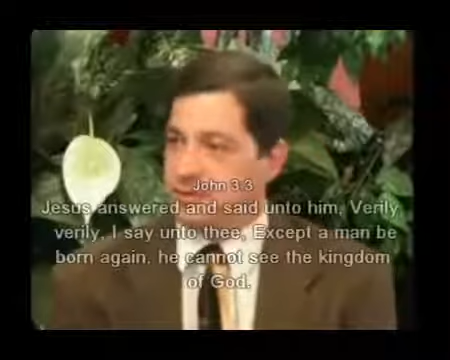 John 3:3
Jesus answered and said unto him, Verily
verily, I say unto thee, Except a man be
born again, he cannot see the kingdom
of God.